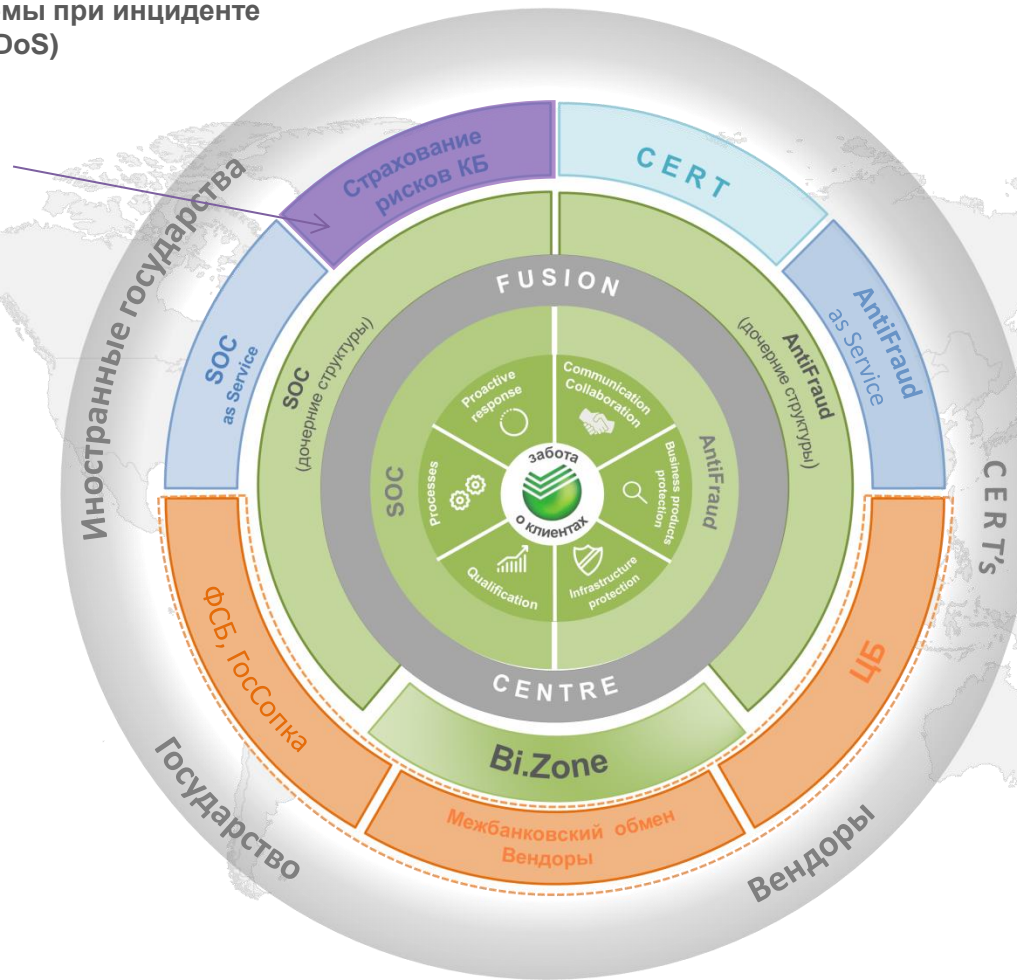 мы при инциденте
DoS)
Страхование
рисков КБ
CERT
Иностранные государства
SOC
as Service
AntiFraud
as Service
SOC
(дочерние структуры)
AntiFraud
(дочерние структуры)
FUSION
Proactive
response
Communication
Collaboration
SOC
Processes
забота
о клиентах
Business products
protection
AntiFraud
Qualification
Infrastructure
protection
CERT's
CENTRE
ФСБ, ГосСопка
ЦБ
Bi.Zone
Межбанковский обмен
Вендоры
Государство
Вендоры